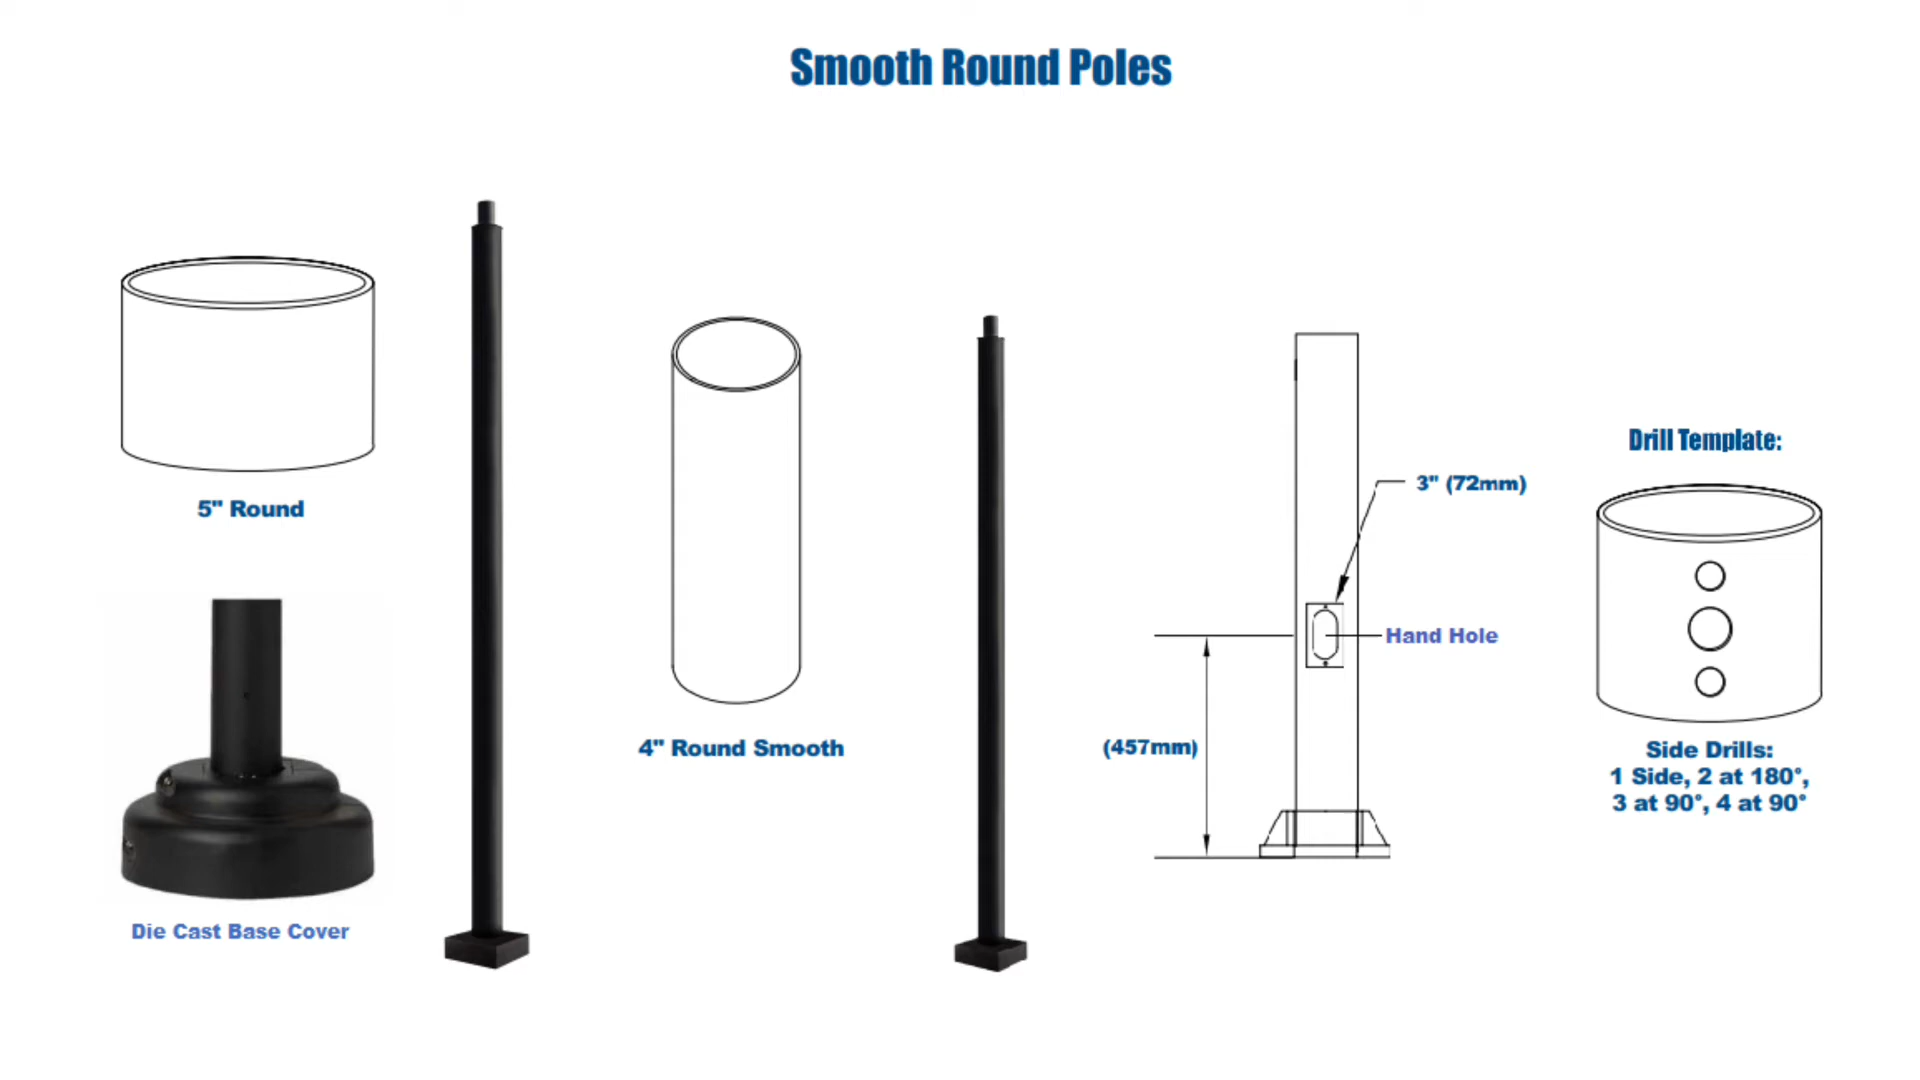 Smooth Round Poles
5" Round
Die Cast Base Cover
4" Round Smooth
3" (72mm)
Hand Hole
(457mm)
Drill Template:
Side Drills:
1 Side, 2 at 180°,
3 at 90°, 4 at 90°